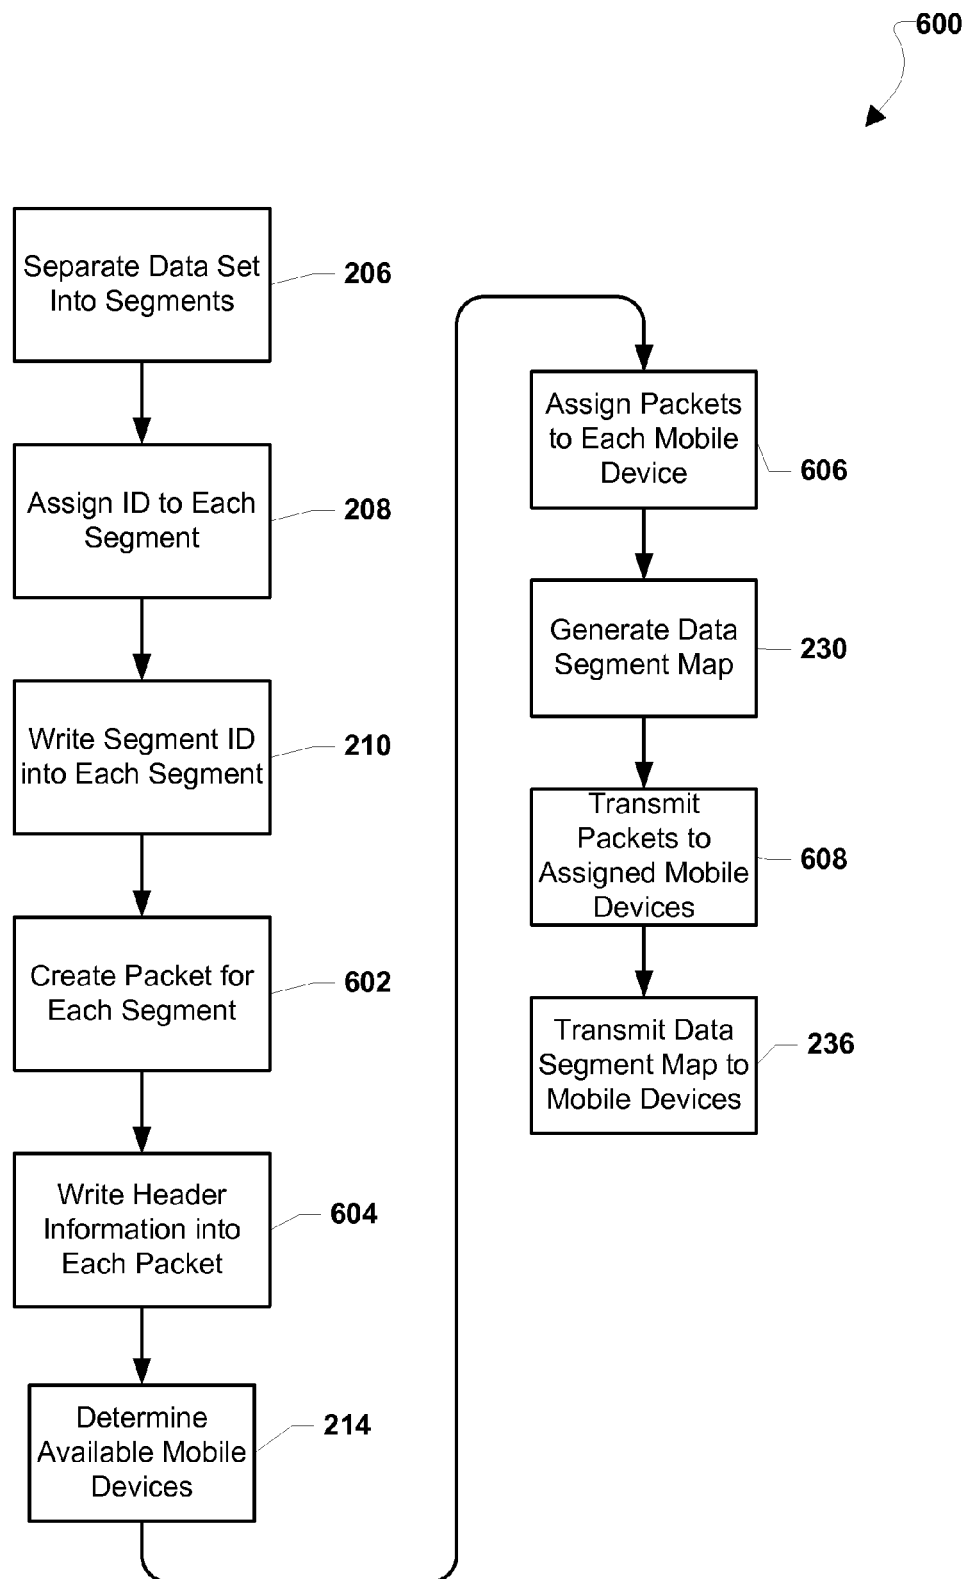 600
Separate Data Set
Into Segments
206
Assign ID to Each
Segment
208
Write Segment ID
into Each Segment
210
Create Packet for
Each Segment
602
Write Header
Information into
Each Packet
604
Determine
Available Mobile
Devices
214
Assign Packets
to Each Mobile
Device
606
Generate Data
Segment Map
230
Transmit
Packets to
Assigned Mobile
Devices
608
Transmit Data
Segment Map to
Mobile Devices
236